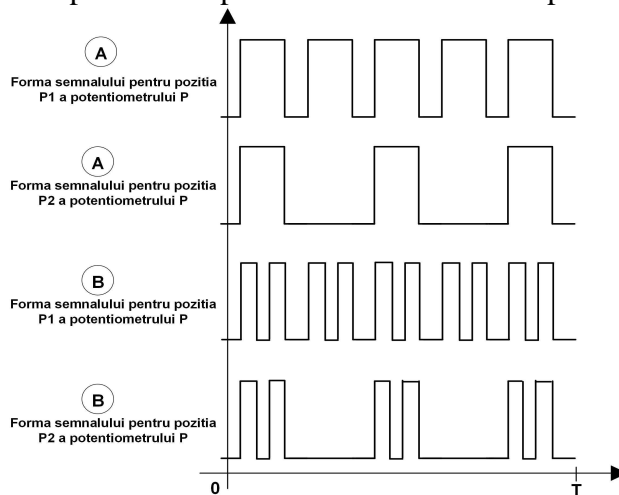 A
Forma semnalului pentru pozitia
P1 a potentiometrului P
A
Forma semnalului pentru pozitia
P2 a potentiometrului P
B
Forma semnalului pentru pozitia
P1 a potentiometrului P
B
Forma semnalului pentru pozitia
P2 a potentiometrului P
0 T